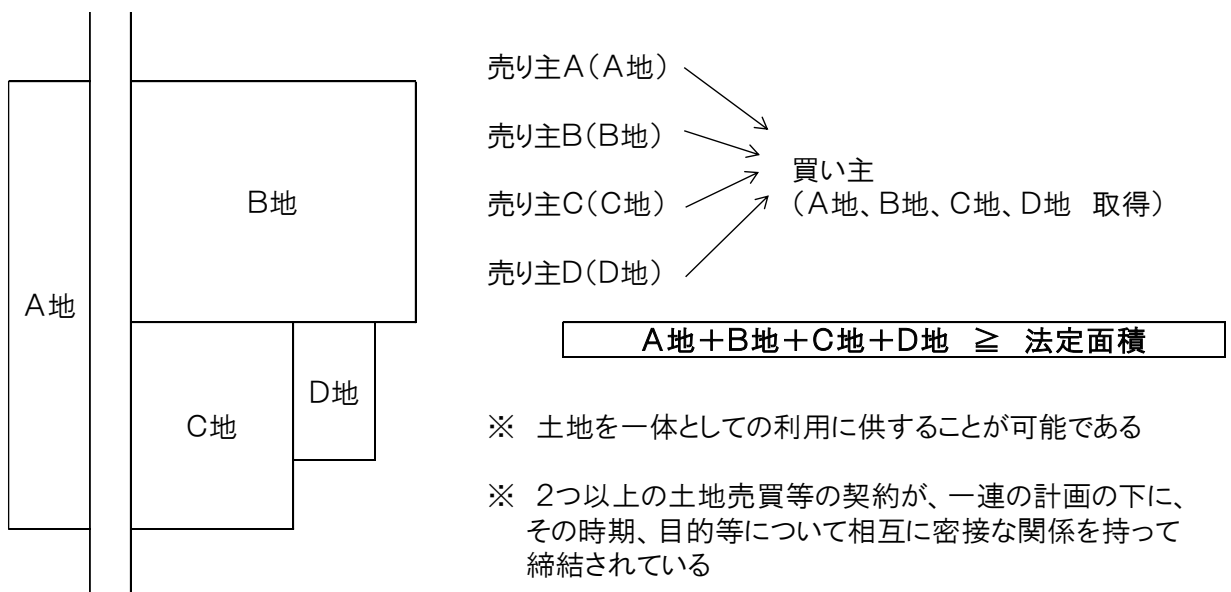 A地
B地
C地
D地
売り主A(A地)
売り主B(B地)
売り主C(C地)
売り主D(D地)
買い主
(A地、B地、C地、D地　取得)
A地＋B地＋C地＋D地　≧　法定面積
※　土地を一体としての利用に供することが可能である
※　2つ以上の土地売買等の契約が、一連の計画の下に、
その時期、目的等について相互に密接な関係を持って
締結されている